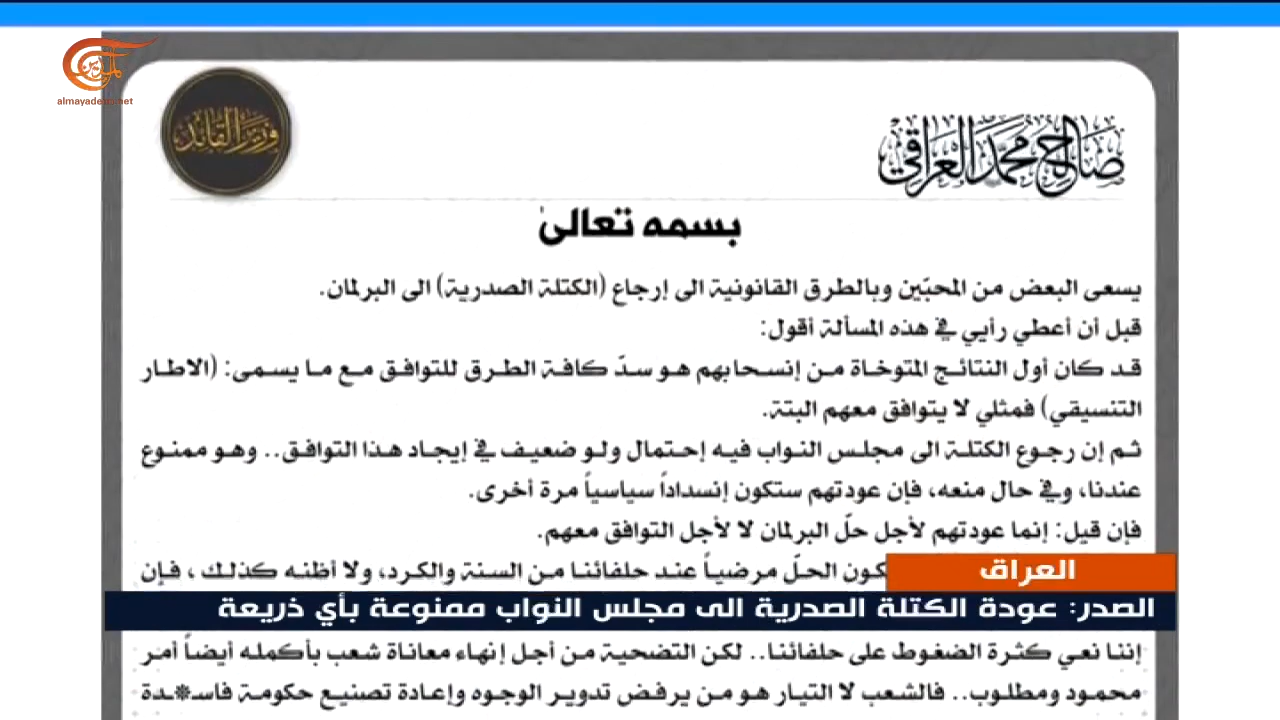 almayadeen.net
وزير القائد
صالح محمد العراقي
بسمه تعالى
يسعى البعض من المحبّين وبالطرق القانونية الى إرجاع (الكتلة الصدرية) الى البرلمان.
قبل أن أعطي رأيي في هذه المسألة أقول:
قد كان أول النتائج المتوخاة من إنسحابهم هو سدّ كافة الطرق للتوافق مع ما يسمى: (الاطار
التنسيقي) فمثلي لا يتوافق معهم البتة.
ثم إن رجوع الكتلة الى مجلس النواب فيه إحتمال ولو ضعيف في إيجاد هذا التوافق.. وهو ممنوع
عندنا، وفي حال منعه، فإن عودتهم ستكون إنسداداً سياسياً مرة أخرى.
فإن قيل: إنما عودتهم لأجل حلّ البرلمان لا لأجل التوافق معهم.
العراق
الحلّ مرضياً عند حلفائنا من السنة والكرد، ولا أظنه كذلك، فإن
الصدر: عودة الكتلة الصدرية الى مجلس النواب ممنوعة بأي ذريعة
إننا نعي كثرة الضغوط على حلفائنا.. لكن التضحية من أجل إنهاء معاناة شعب بأكمله أيضاً أمر
محمود ومطلوب.. فالشعب لا التيار هو من يرفض تدوير الوجوه وإعادة تصنيع حكومة فاس*ـدة